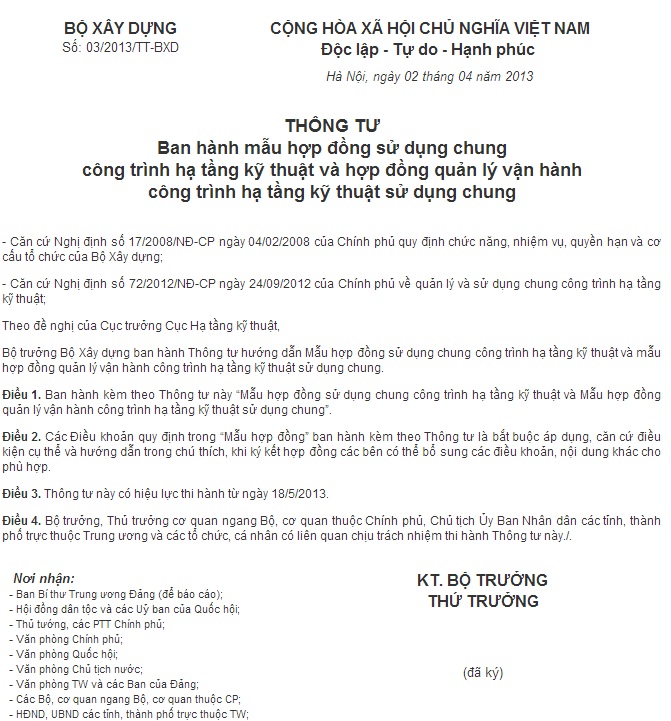 BỘ XÂY DỰNG
Số: 03/2013/TT-BXD
CỘNG HÒA XÃ HỘI CHỦ NGHĨA VIỆT NAM
Độc lập - Tự do - Hạnh phúc
Hà Nội, ngày 02 tháng 04 năm 2013
THÔNG TƯ
Ban hành mẫu hợp đồng sử dụng chung
công trình hạ tầng kỹ thuật và hợp đồng quản lý vận hành
công trình hạ tầng kỹ thuật sử dụng chung
- Căn cứ Nghị định số 17/2008/NĐ-CP ngày 04/02/2008 của Chính phủ quy định chức năng, nhiệm vụ, quyền hạn và cơ
cấu tổ chức của Bộ Xây dựng;
- Căn cứ Nghị định số 72/2012/NĐ-CP ngày 24/09/2012 của Chính phủ về quản lý và sử dụng chung công trình hạ tầng
kỹ thuật;
Theo đề nghị của Cục trưởng Cục Hạ tầng kỹ thuật,
Bộ trưởng Bộ Xây dựng ban hành Thông tư hướng dẫn Mẫu hợp đồng sử dụng chung công trình hạ tầng kỹ thuật và mẫu
hợp đồng quản lý vận hành công trình hạ tầng kỹ thuật sử dụng chung.
Điều 1. Ban hành kèm theo Thông tư này “Mẫu hợp đồng sử dụng chung công trình hạ tầng kỹ thuật và Mẫu hợp đồng
quản lý vận hành công trình hạ tầng kỹ thuật sử dụng chung”.
Điều 2. Các Điều khoản quy định trong “Mẫu hợp đồng” ban hành kèm theo Thông tư là bắt buộc áp dụng, căn cứ điều
kiện cụ thể và hướng dẫn trong chú thích, khi ký kết hợp đồng các bên có thể bổ sung các điều khoản, nội dung khác cho
phù hợp.
Điều 3. Thông tư này có hiệu lực thi hành từ ngày 18/5/2013.
Điều 4. Bộ trưởng, Thủ trưởng cơ quan ngang Bộ, cơ quan thuộc Chính phủ, Chủ tịch Ủy Ban Nhân dân các tỉnh, thành
phố trực thuộc Trung ương và các tổ chức, cá nhân có liên quan chịu trách nhiệm thi hành Thông tư này./.
Nơi nhận:
- Ban Bí thư Trung ương Đảng (để báo cáo);
- Hội đồng dân tộc và các Uỷ ban của Quốc hội;
- Thủ tướng, các PTT Chính phủ;
- Văn phòng Chính phủ;
- Văn phòng Quốc hội;
- Văn phòng Chủ tịch nước;
- Văn phòng TW và các Ban của Đảng;
- Các Bộ, cơ quan ngang Bộ, cơ quan thuộc CP;
- HĐND, UBND các tỉnh, thành phố trực thuộc TW;
KT. BỘ TRƯỞNG
THỨ TRƯỞNG
(đã ký)